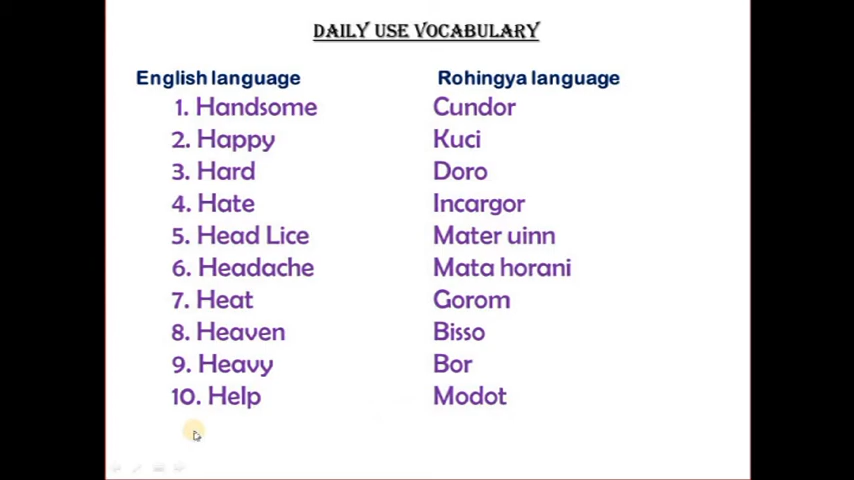 DAILY USE VOCABULARY
English language Rohingya language
1. Handsome Cundor
2. Happy Kuci
3. Hard Doro
4. Hate Incargor
5. Head Lice Mater uinn
6. Headache Mata horani
7. Heat Gorom
8. Heaven Bisso
9. Heavy Bor
10. Help Modot